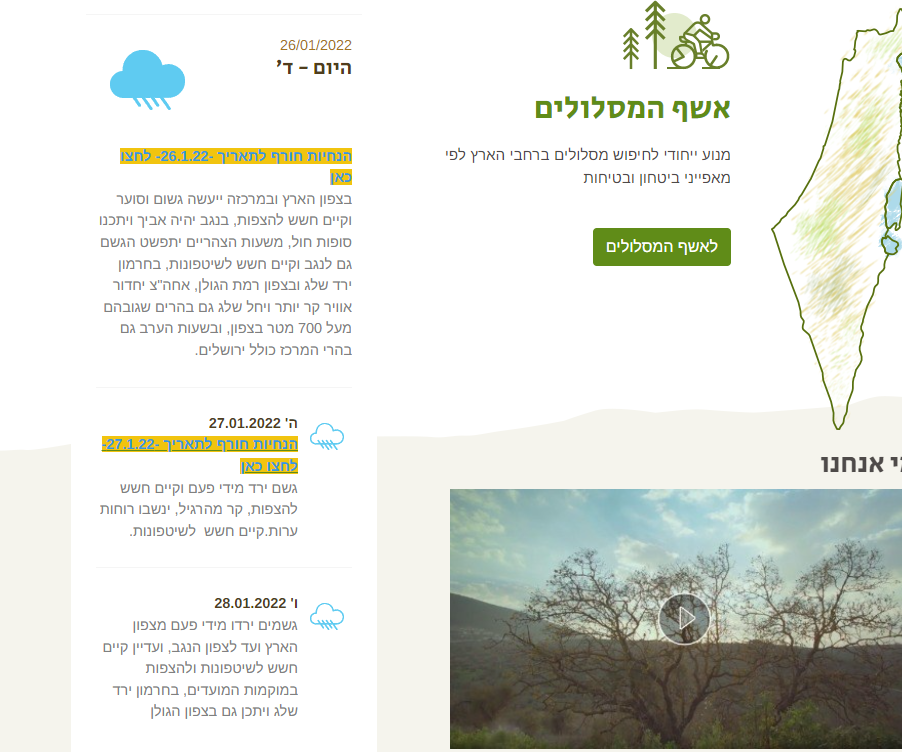 אשף המסלולים
מנוע ייחודי לחיפוש מסלולים ברחבי הארץ לפי
מאפייני ביטחון ובטיחות
לאשף המסלולים
י אנחנו
26/01/2022
היום - ד'
הנחיות חורף לתאריך -26.1.22- לחצו
כאן
בצפון הארץ ובמרכזה ייעשה גשום וסוער
וקיים חשש להצפות, בנגב יהיה אביך ויתכנו
סופות חול, משעות הצהריים יתפשט הגשם
גם לנגב וקיים חשש לשיטפונות, בחרמון
ירד שלג ובצפון רמת הגולן, אחה"צ יחדור
אוויר קר יותר ויחל שלג גם בהרים שגובהם
מעל 700 מטר בצפון, ובשעות הערב גם
בהרי המרכז כולל ירושלים.
ה' 27.01.2022
הנחיות חורף לתאריך -27.1.22-
לחצו כאן
גשם ירד מידי פעם וקיים חשש
להצפות, קר מהרגיל, ינשבו רוחות
ערות.קיים חשש לשיטפונות.
ו' 28.01.2022
גשמים ירדו מידי פעם מצפון
הארץ ועד לצפון הנגב, ועדיין קיים
חשש לשיטפונות ולהצפות
במוקמות המועדים, בחרמון ירד
שלג ויתכן גם בצפון הגולן